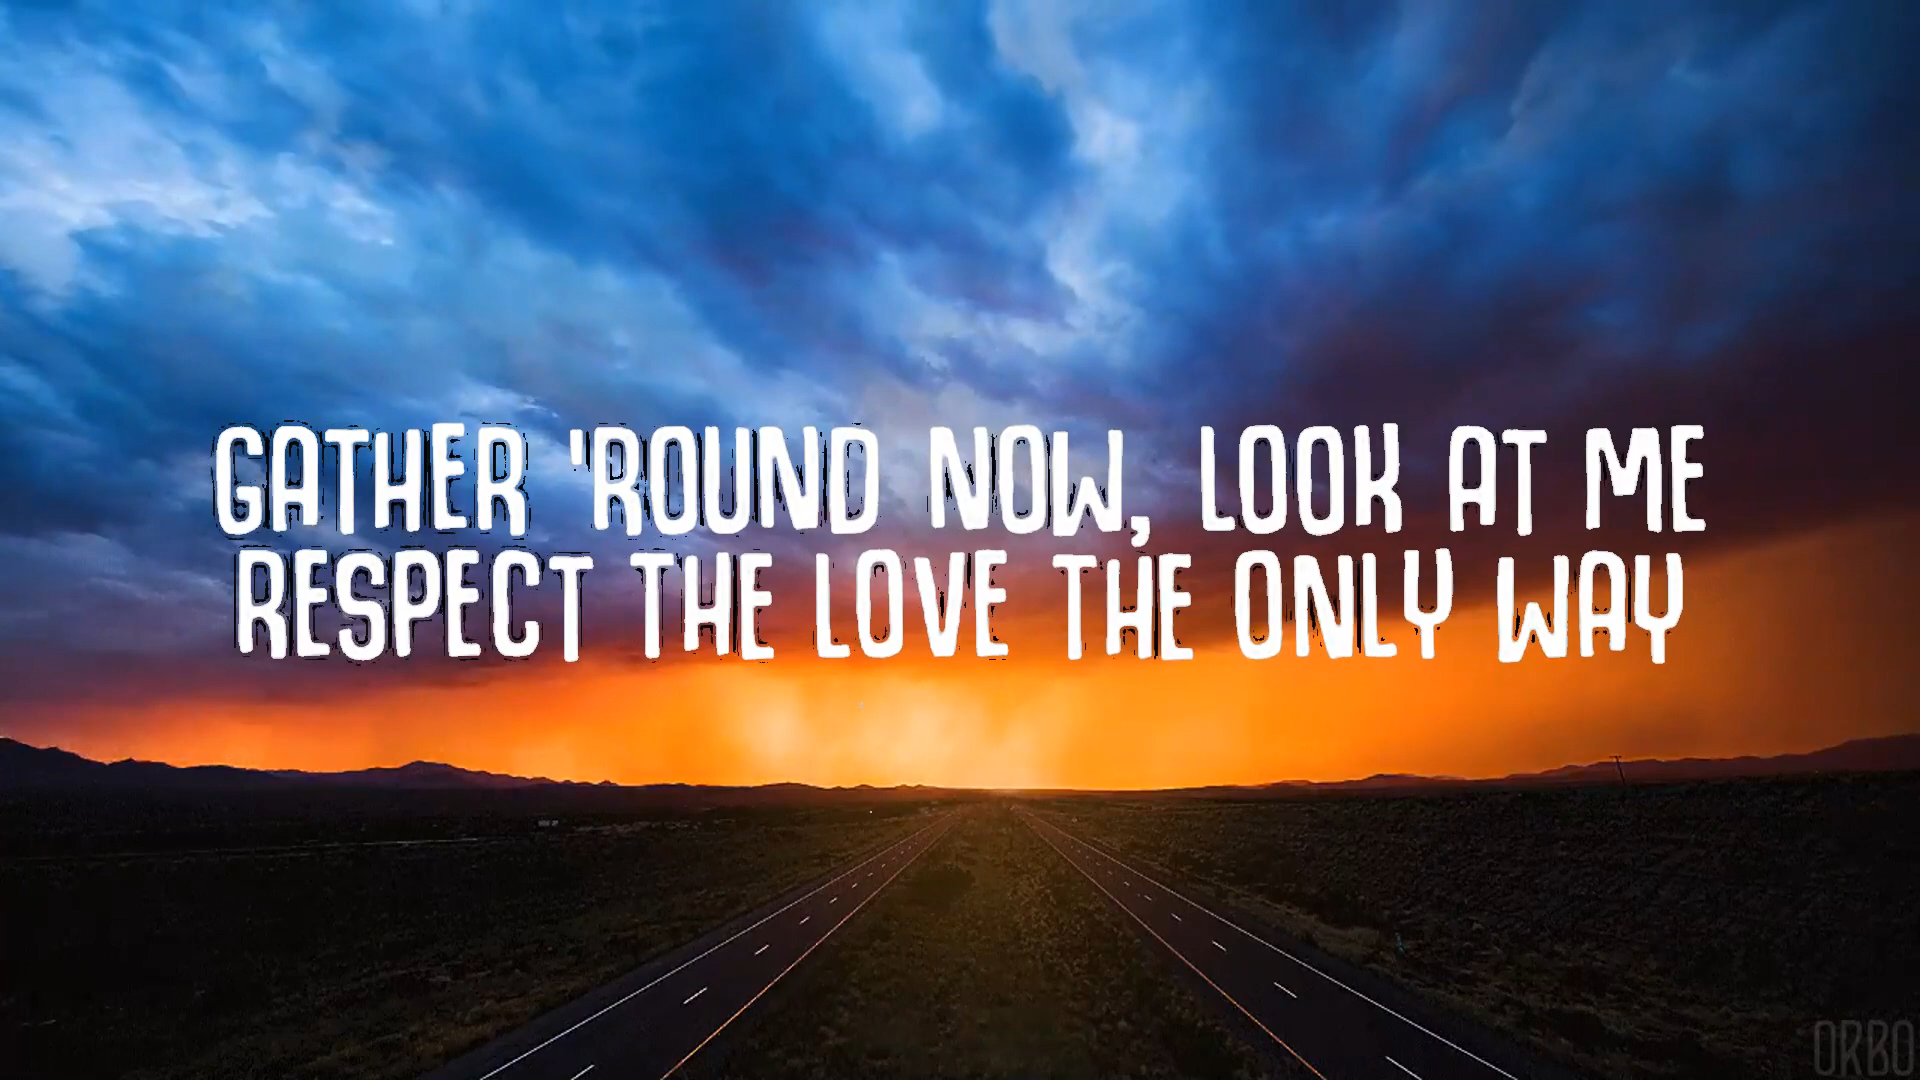 GATHER 'ROUND NOW, LOOK AT ME
RESPECT THE LOVE THE ONLY WAY
ORBO